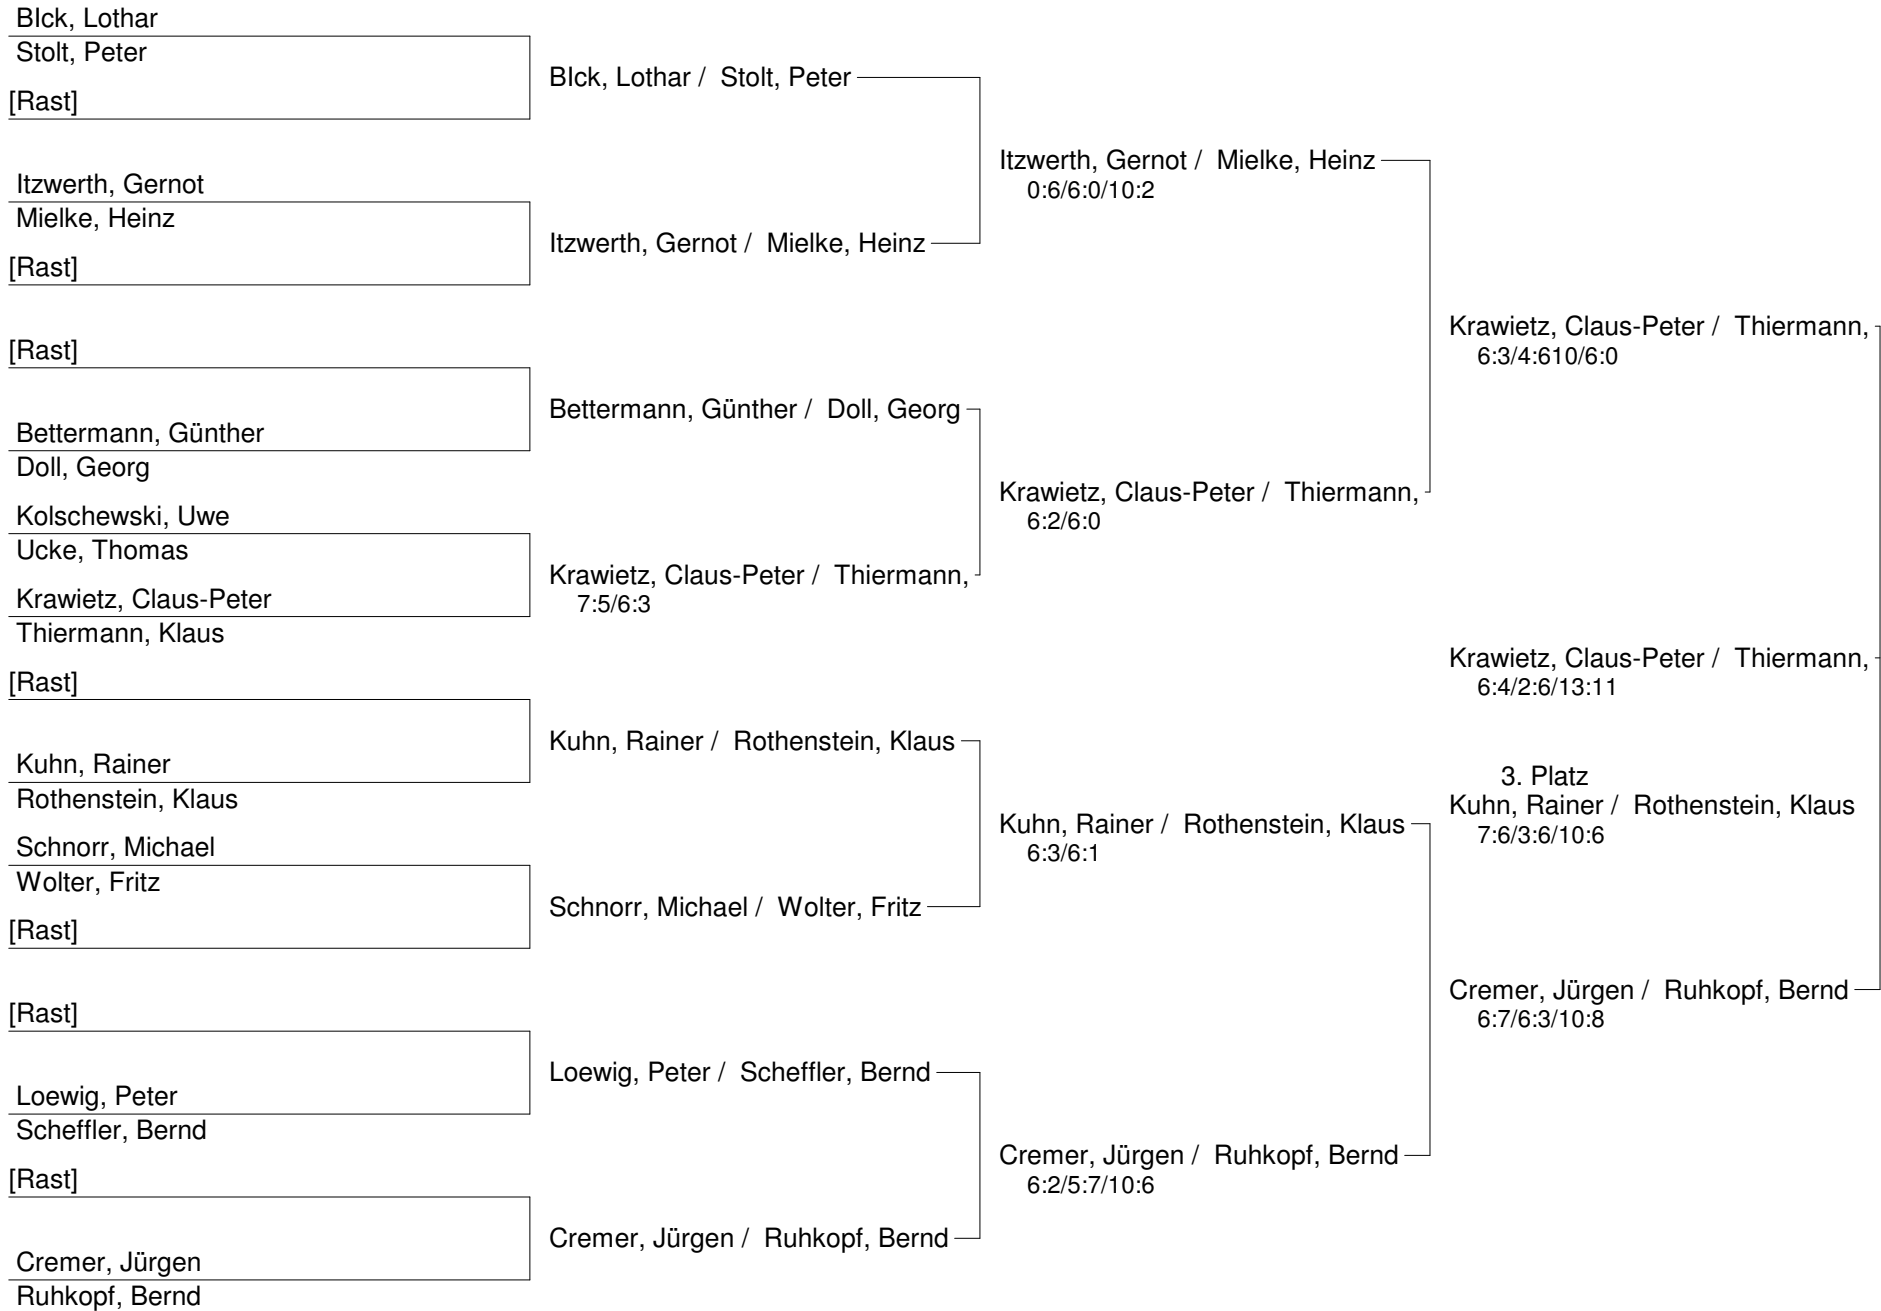 BIck, Lothar
Stolt, Peter
[Rast]
Itzwerth, Gernot
Mielke, Heinz
[Rast]
[Rast]
Bettermann, Günther
Doll, Georg
Kolschewski, Uwe
Ucke, Thomas
Krawietz, Claus-Peter
Thiermann, Klaus
[Rast]
Kuhn, Rainer
Rothenstein, Klaus
Schnorr, Michael
Wolter, Fritz
[Rast]
[Rast]
Loewig, Peter
Scheffler, Bernd
[Rast]
Cremer, Jürgen
Ruhkopf, Bernd
BIck, Lothar / Stolt, Peter
Itzwerth, Gernot / Mielke, Heinz
Bettermann, Günther / Doll, Georg
Krawietz, Claus-Peter / Thiermann,
7:5/6:3
Kuhn, Rainer / Rothenstein, Klaus
Schnorr, Michael / Wolter, Fritz
Loewig, Peter / Scheffler, Bernd
Cremer, Jürgen / Ruhkopf, Bernd
Itzwerth, Gernot / Mielke, Heinz
0:6/6:0/10:2
Krawietz, Claus-Peter / Thiermann,
6:2/6:0
Kuhn, Rainer / Rothenstein, Klaus
6:3/6:1
Cremer, Jürgen / Ruhkopf, Bernd
6:2/5:7/10:6
Krawietz, Claus-Peter / Thiermann,
6:3/4:610/6:0
Krawietz, Claus-Peter / Thiermann,
6:4/2:6/13:11
3. Platz
Kuhn, Rainer / Rothenstein, Klaus
7:6/3:6/10:6
Cremer, Jürgen / Ruhkopf, Bernd
6:7/6:3/10:8